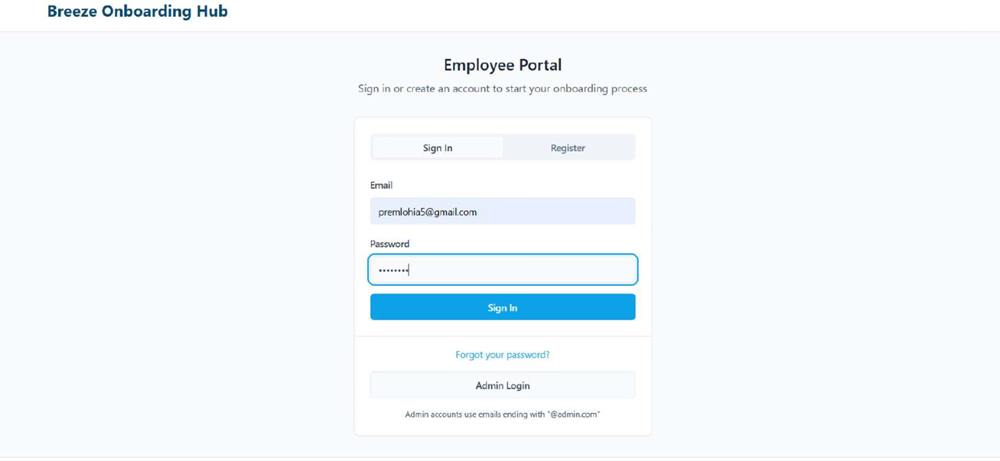 Breeze Onboarding Hub
Employee Portal
Sign in or create an account to start your onboarding process
Sign In Register
Email
premlohia5@gmail.com
Password
••••••••
Sign In
Forgot your password?
Admin Login
Admin accounts use emails ending with "@admin.com"